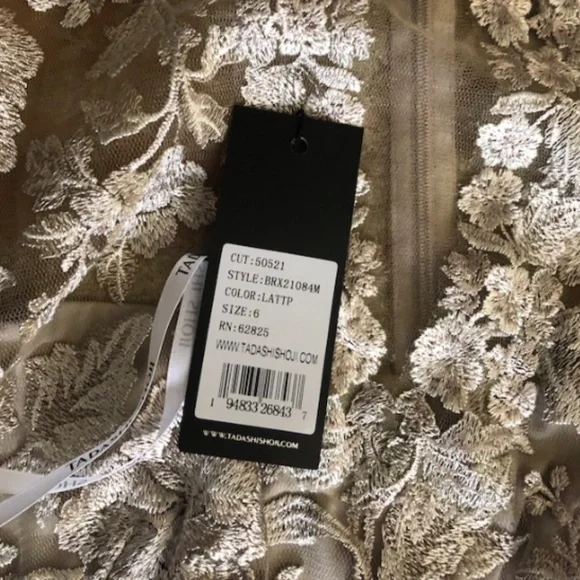 CUT:50521
STYLE:BRX21084M
COLOR:LATTP
SIZE:6
RN:62825
WWW.TADASHISHOJI.COM
1 94833 26843 7
WWW.TADASHISHOJI.COM
TADASHI